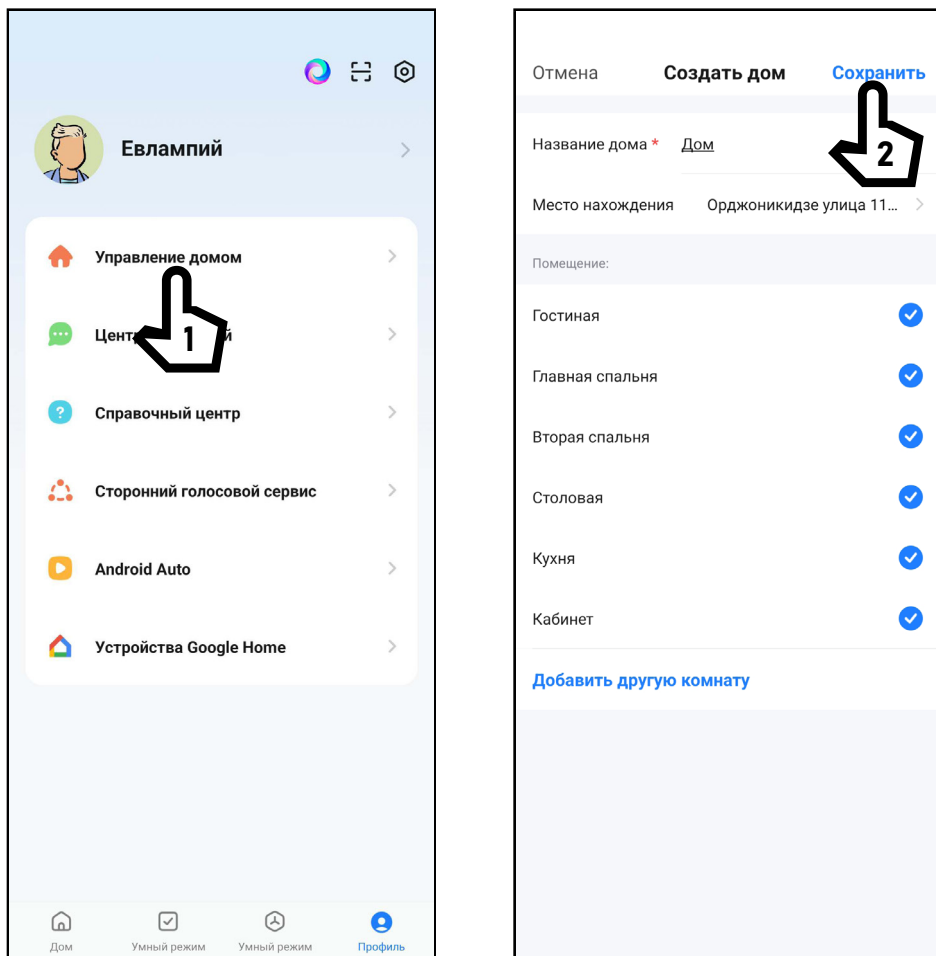 Евлампий
Управление домом
1
Справочный центр
Сторонний голосовой сервис
Android Auto
Устройства Google Home
Дом
Умный режим
Умный режим
Профиль
Отмена
Создать дом
Сохранить
2
Название дома *
Дом
Место нахождения
Орджоникидзе улица 11...
Помещение:
Гостиная
Главная спальня
Вторая спальня
Столовая
Кухня
Кабинет
Добавить другую комнату